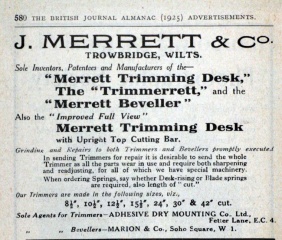 580 THE BRITISH JOURNAL ALMANAC (1925) ADVERTISEMENTS.
J. MERRETT & Co.
TROWBRIDGE, WILTS.
Sole Inventors, Patentees and Manufacturers of the—
"Merrett Trimming Desk,"
The "Trimmerrett," and the
"Merrett Beveller"
Also the "Improved Full View"
Merrett Trimming Desk
with Upright Top Cutting Bar.
Grinding and Repairs to both Trimmers and Bevellers promptly executed
In sending Trimmers for repair it is desirable to send the whole
Trimmer as all the parts wear in use and require both sharpening
and readjusting, for all of which we have special machinery.
When ordering Springs, say whether Desk-rising or Blade springs
are required, also length of "cut."
Our Trimmers are made in the following sizes, viz.,
8½", 10½", 12½", 15½", 24", 30" & 42" cut.
Sole Agents for Trimmers—ADHESIVE DRY MOUNTING Co. Ltd.,
Fetter Lane, E.C. 4.
" " Bevellers—MARION & Co., Soho Square, W. 1.